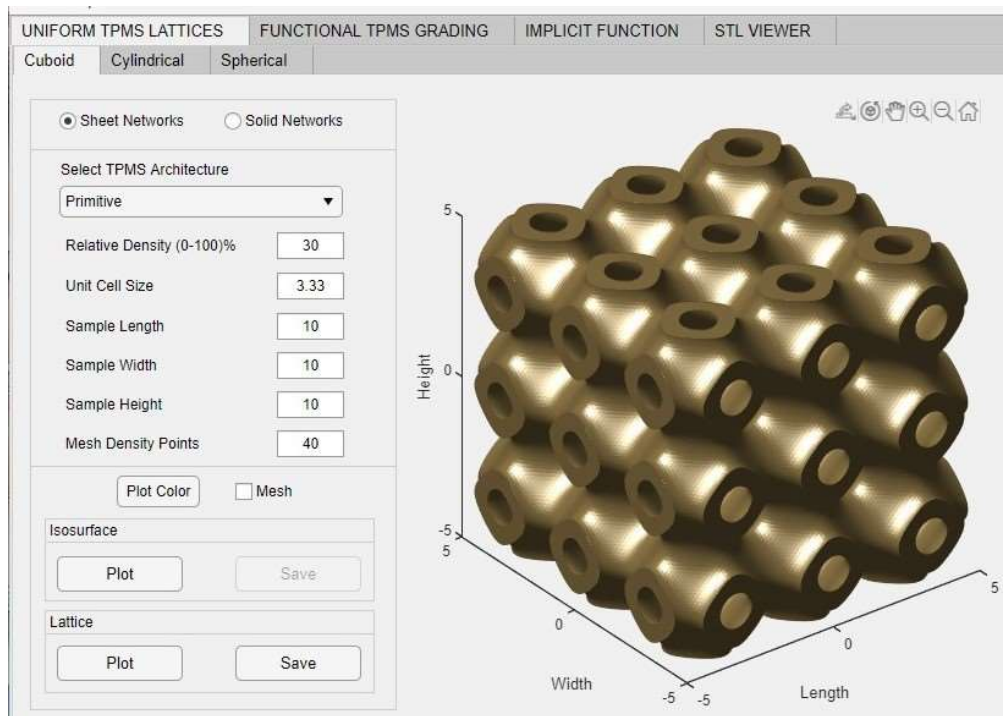 UNIFORM TPMS LATTICES FUNCTIONAL TPMS GRADING IMPLICIT FUNCTION STL VIEWER
Cuboid Cylindrical Spherical
Sheet Networks Solid Networks
Select TPMS Architecture
Primitive
Relative Density (0-100)% 30
Unit Cell Size 3.33
Sample Length 10
Sample Width 10
Sample Height 10
Mesh Density Points 40
Plot Color Mesh
Isosurface
Plot Save
Lattice
Plot Save
5
Height
0
-5
5
0
Width
-5
-5
0
Length
5